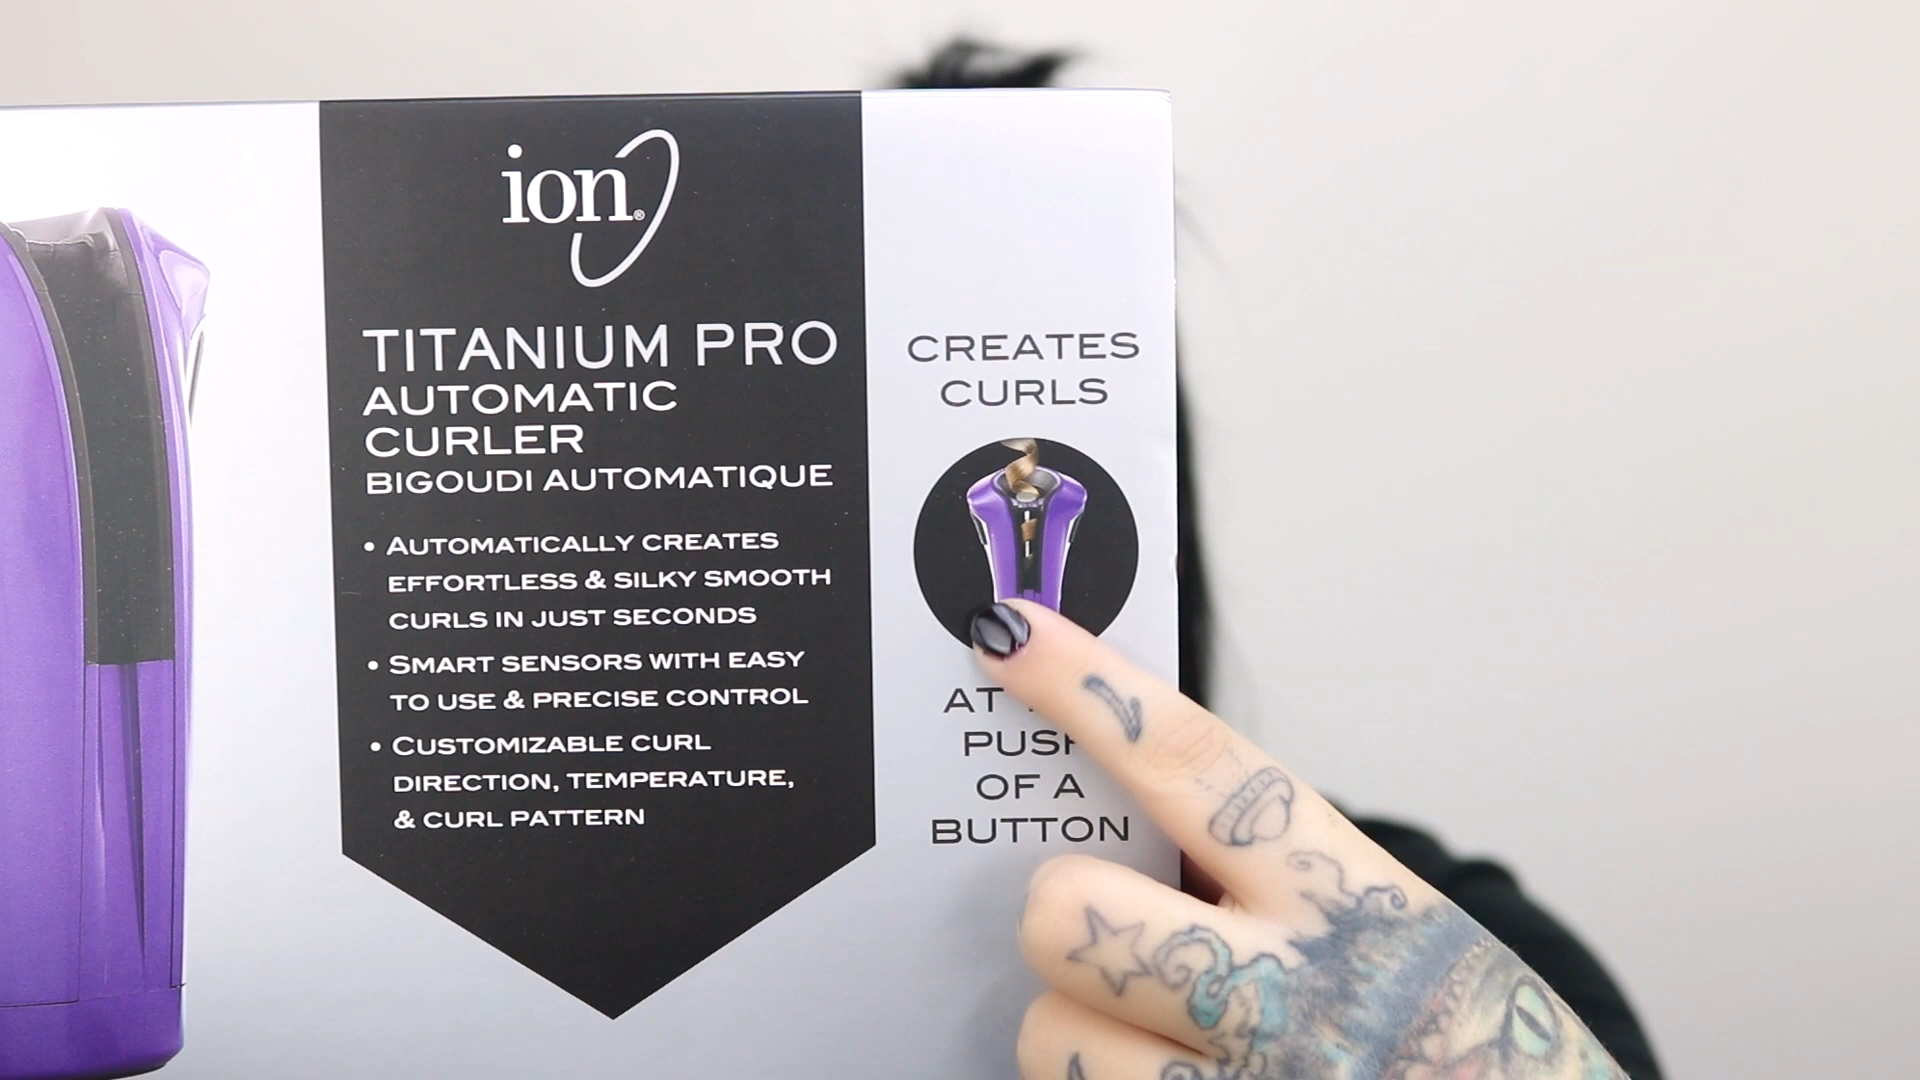 ion®
TITANIUM PRO
AUTOMATIC
CURLER
BIGOUDI AUTOMATIQUE
• AUTOMATICALLY CREATES
EFFORTLESS & SILKY SMOOTH
CURLS IN JUST SECONDS
• SMART SENSORS WITH EASY
TO USE & PRECISE CONTROL
• CUSTOMIZABLE CURL
DIRECTION, TEMPERATURE,
& CURL PATTERN
CREATES
CURLS
AT
PUSH
OF A
BUTTON